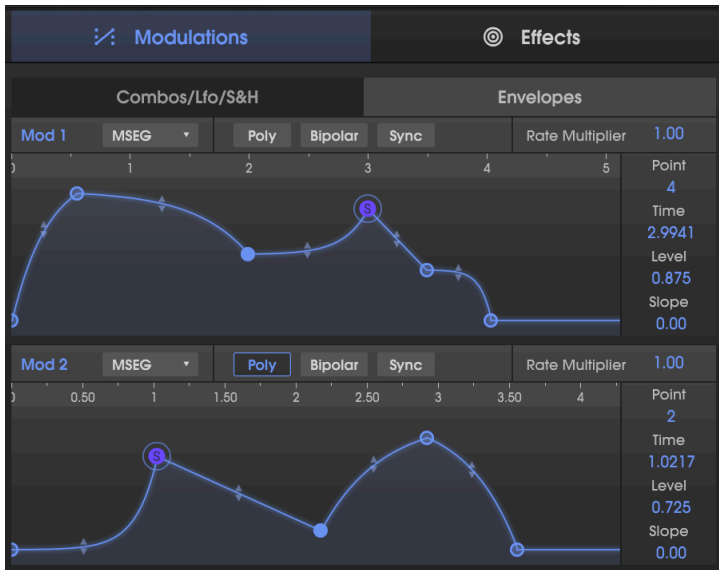 Modulations Effects
Combos/Lfo/S&H Envelopes
Mod 1 MSEG Poly Bipolar Sync Rate Multiplier 1.00
0 1 2 3 4 5
Point
4
Time
2.9941
Level
0.875
Slope
0.00
S
Mod 2 MSEG Poly Bipolar Sync Rate Multiplier 1.00
0 0.50 1 1.50 2 2.50 3 3.50 4
Point
2
Time
1.0217
Level
0.725
Slope
0.00
S